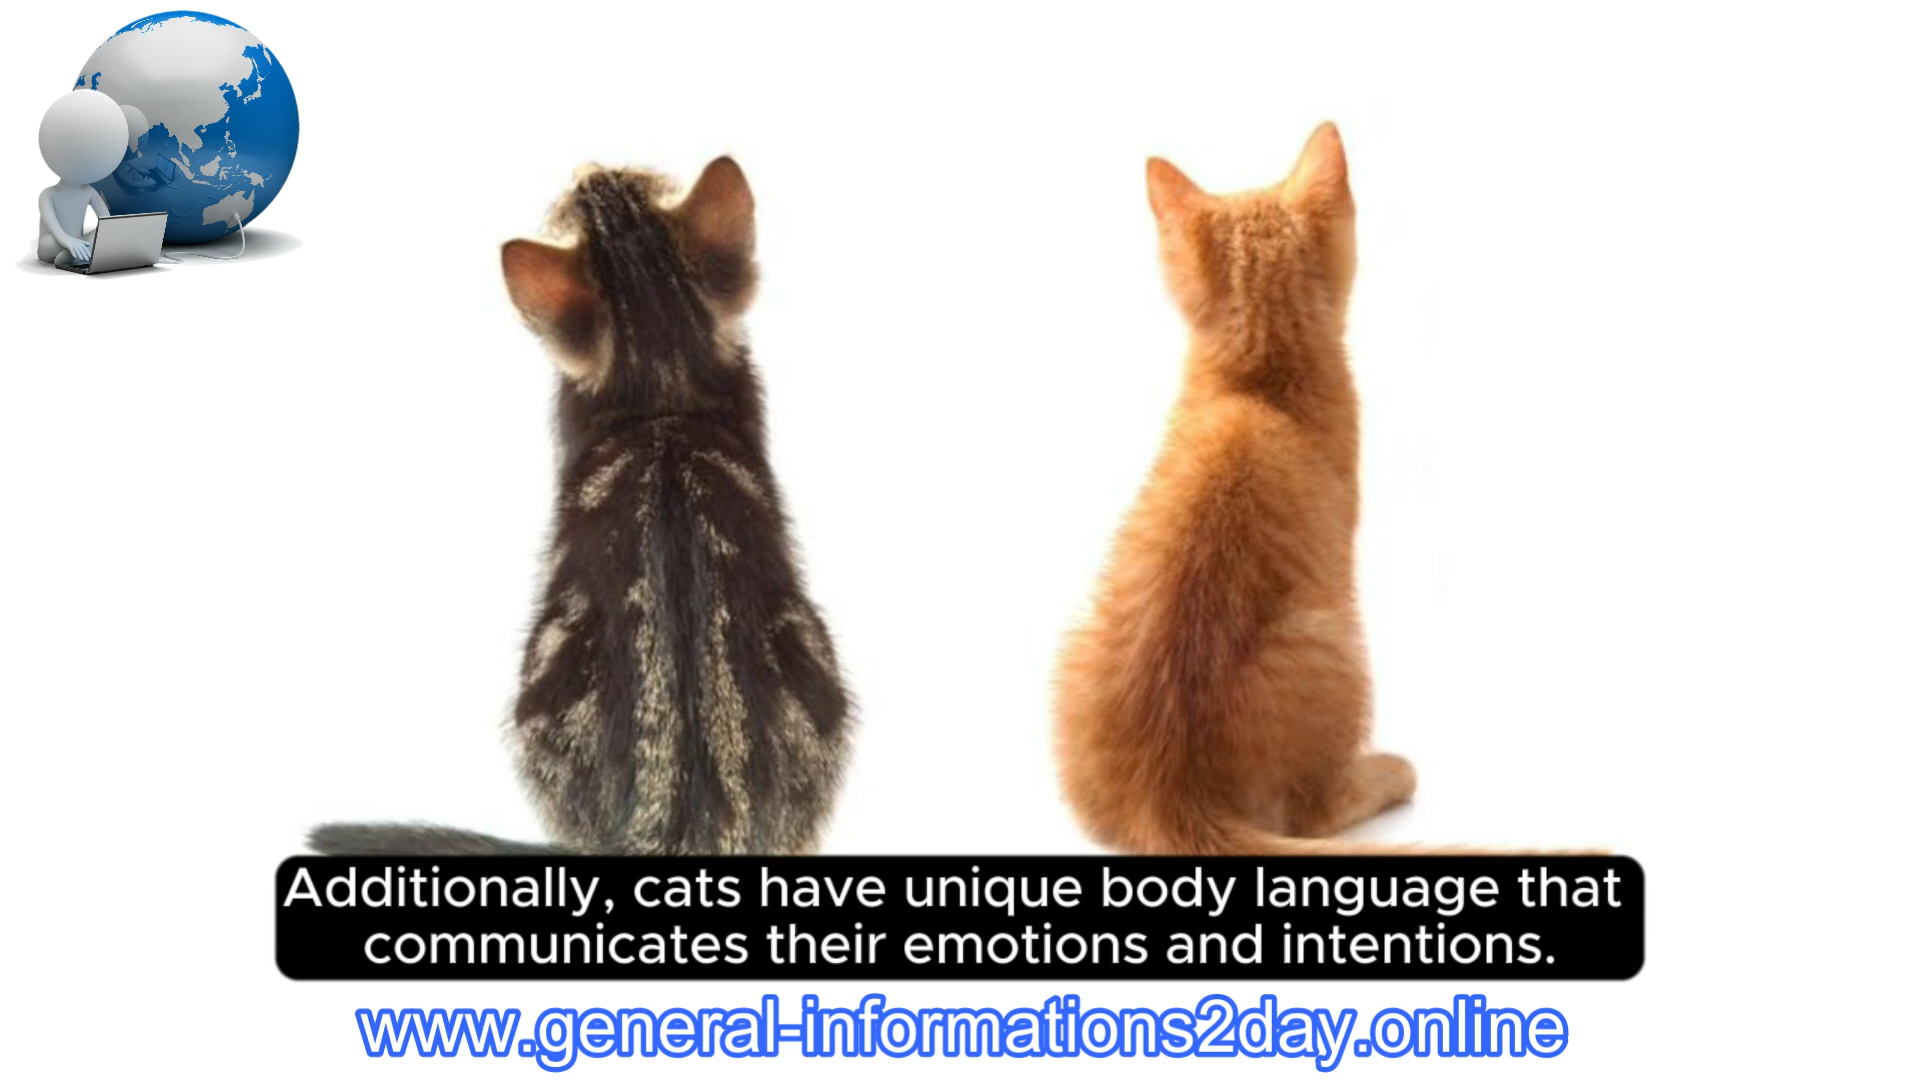 Additionally, cats have unique body language that
communicates their emotions and intentions.
www.general-informations2day.online